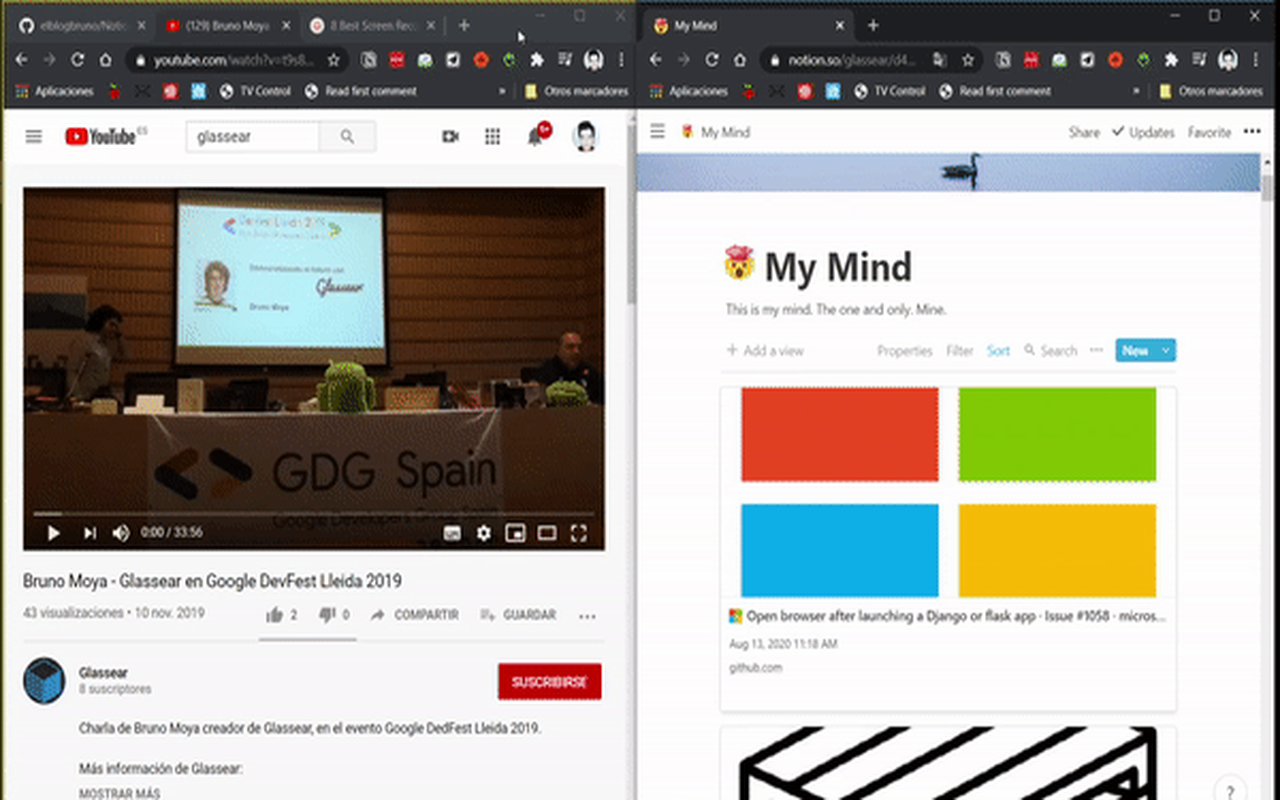 elblogbruno/Noti
(129) Bruno Moya
8 Best Screen Reco
youtube.com/watch?v=t9s8...
Aplicaciones
TV Control
Read first comment
»
Otros marcadores
YouTube ES
glassear
9+
DevFest Lleida 2019
Glassear
Bruno Moya
GDG Spain
Google Developers Group Spain
0:00 / 33:56
Bruno Moya - Glassear en Google DevFest Lleida 2019
43 visualizaciones • 10 nov. 2019
2
0
COMPARTIR
GUARDAR
...
Glassear
8 suscriptores
SUSCRIBIRSE
Charla de Bruno Moya creador de Glassear, en el evento Google DedFest Lleida 2019.
Más información de Glassear:
MOSTRAR MÁS
My Mind
notion.so/glassear/d4...
Aplicaciones
TV Control
Read first comment
»
Otros marcadores
My Mind
Share
Updates
Favorite
•••
My Mind
This is my mind. The one and only. Mine.
+ Add a view
Properties
Filter
Sort
Search
•••
New
Open browser after launching a Django or flask app · Issue #1058 · micros...
Aug 13, 2020 11:18 AM
github.com
?